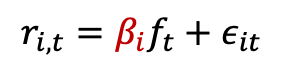 r_{i,t} = β_i f_t + ϵ_{it}